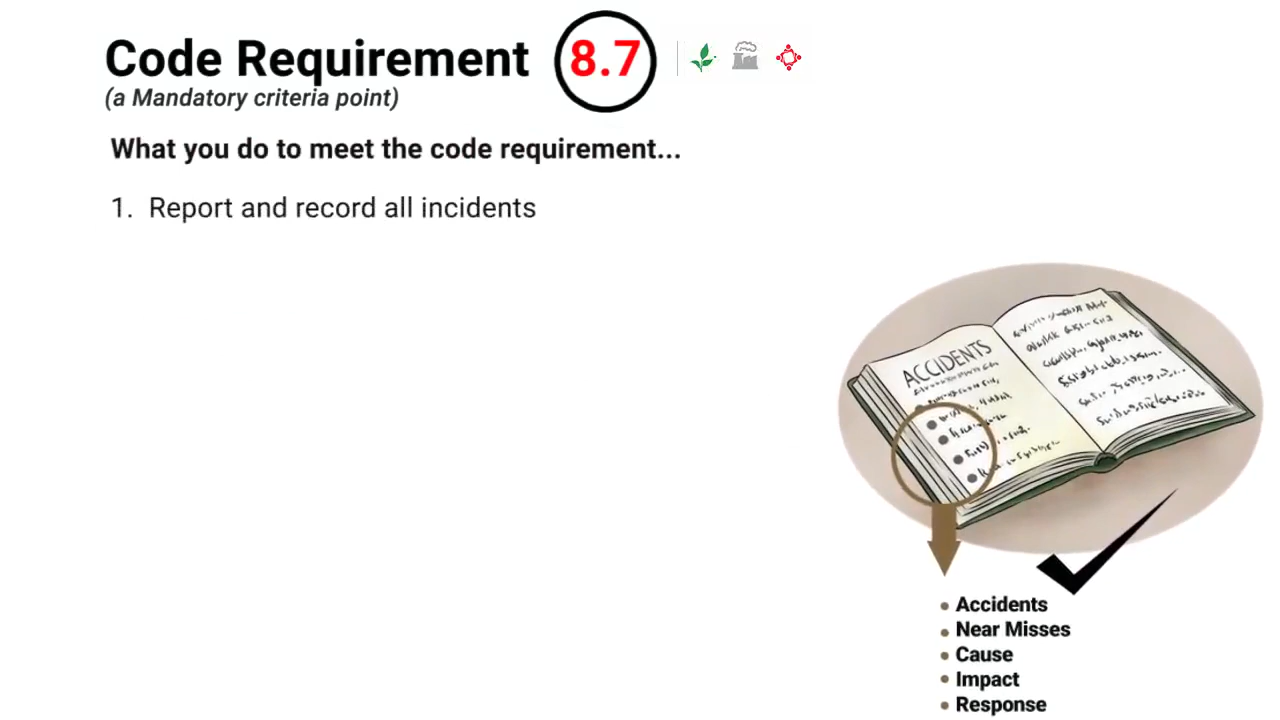 Code Requirement 8.7
(a Mandatory criteria point)
What you do to meet the code requirement...
1. Report and record all incidents
ACCIDENTS
• Accidents
• Near Misses
• Cause
• Impact
• Response